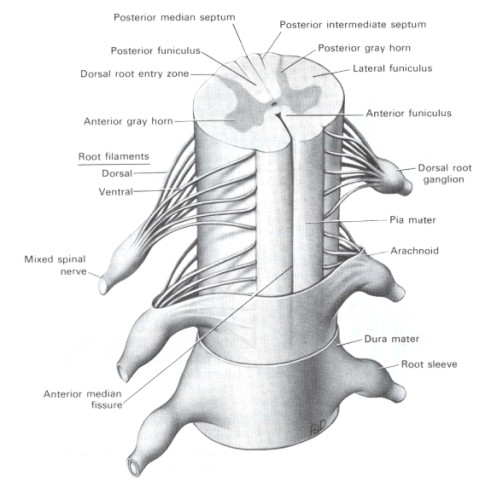 Posterior median septum
Posterior intermediate septum
Posterior funiculus
Posterior gray horn
Dorsal root entry zone
Lateral funiculus
Anterior gray horn
Anterior funiculus
Root filaments
Dorsal
Ventral
Dorsal root
ganglion
Pia mater
Mixed spinal
nerve
Arachnoid
Dura mater
Root sleeve
Anterior median
fissure